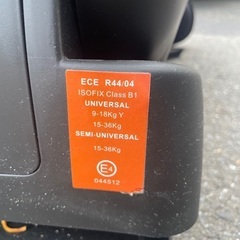 ECE R44/04
ISOFIX Class B1
UNIVERSAL
9-18Kg Y
15-36Kg
SEMI-UNIVERSAL
15-36Kg
E4
044512